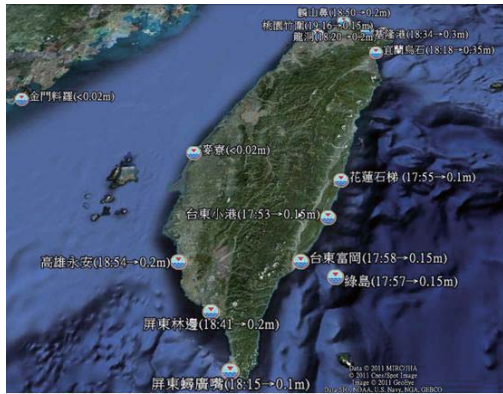 麟山鼻(18:50→0.2m)
桃園竹圍(19:16→0.15m)
龍洞(18:20→0.2m)
基隆港(18:34→0.3m)
宜蘭烏石(18:18→0.35m)
金門料羅(<0.02m)
麥寮(<0.02m)
花蓮石梯(17:55→0.1m)
台東小港(17:53→0.15m)
高雄永安(18:54→0.2m)
台東富岡(17:58→0.15m)
綠島(17:57→0.15m)
屏東林邊(18:41→0.2m)
屏東蟳廣嘴(18:15→0.1m)
Data © 2011 MIRC/JHA
© 2011 Cnes/Spot Image
Image © 2011 GeoEye
Data SIO, NOAA, U.S. Navy, NGA, GEBCO